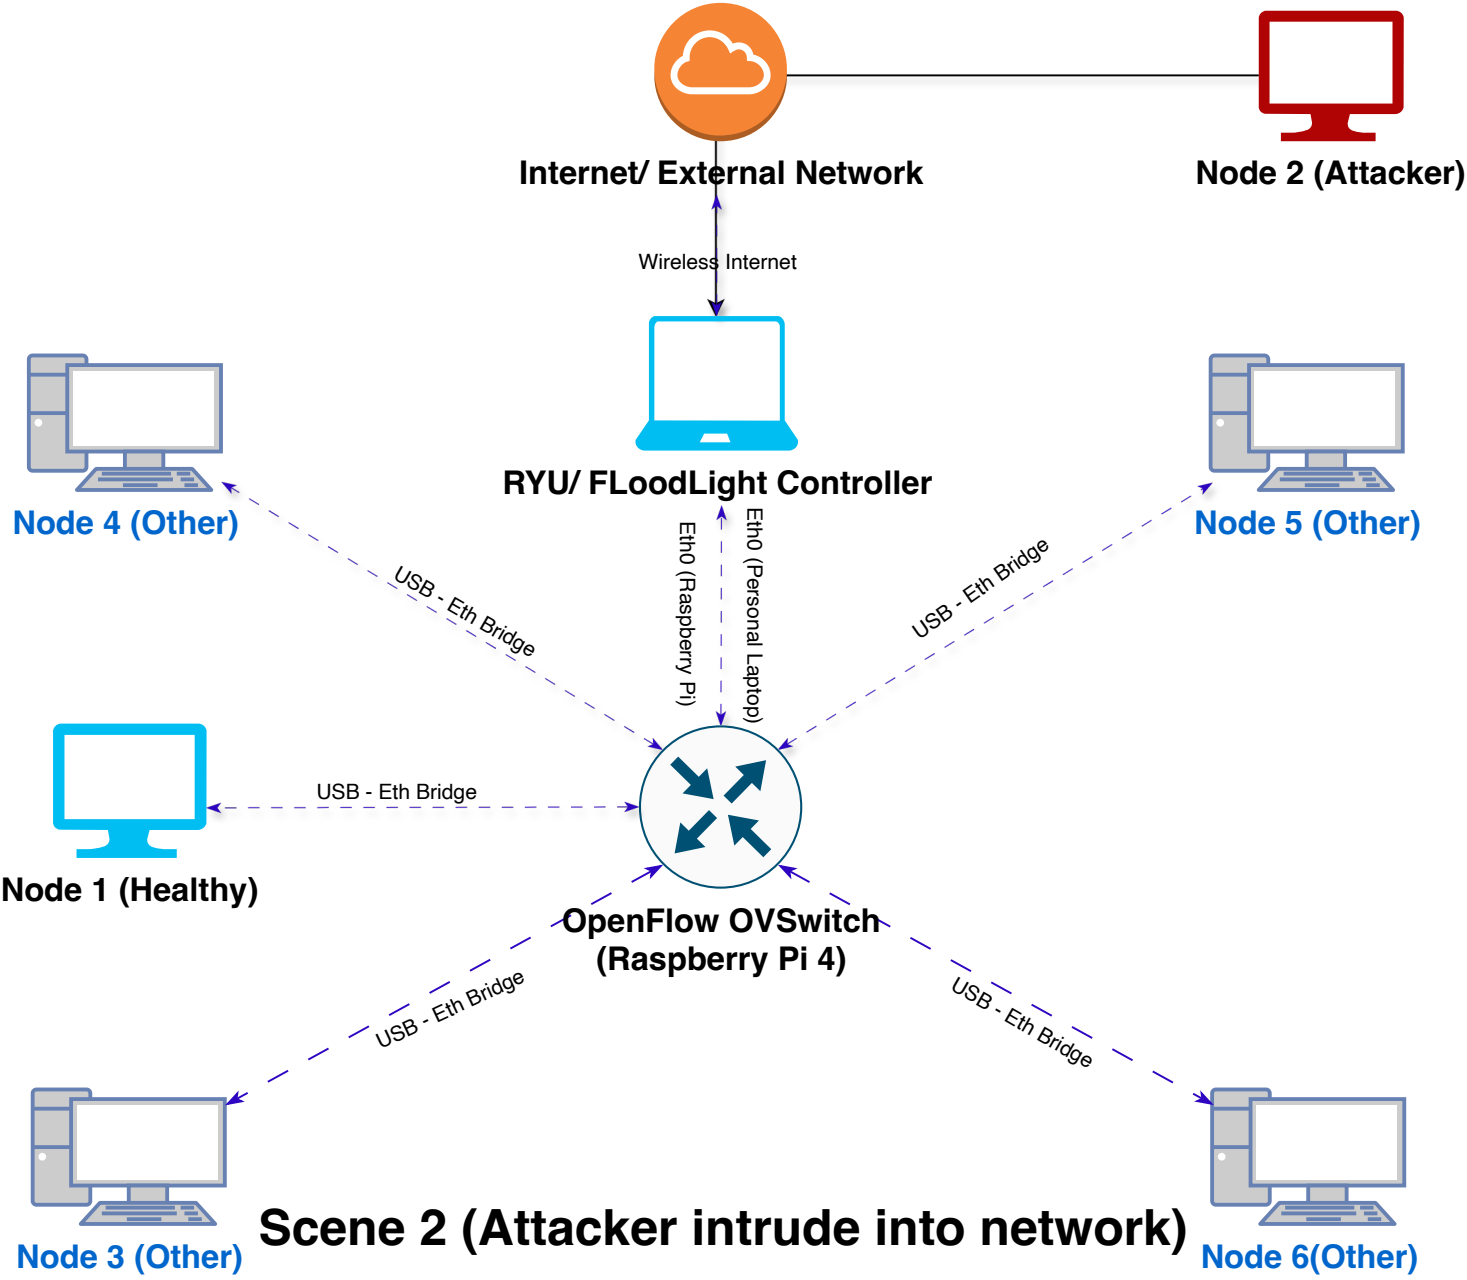 Internet/ External Network
Node 2 (Attacker)
Wireless Internet
RYU/ FLoodLight Controller
Node 4 (Other)
Node 5 (Other)
Eth0 (Raspberry Pi)
Eth0 (Personal Laptop)
USB - Eth Bridge
USB - Eth Bridge
USB - Eth Bridge
Node 1 (Healthy)
OpenFlow OVSwitch
(Raspberry Pi 4)
USB - Eth Bridge
USB - Eth Bridge
Scene 2 (Attacker intrude into network)
Node 3 (Other)
Node 6(Other)